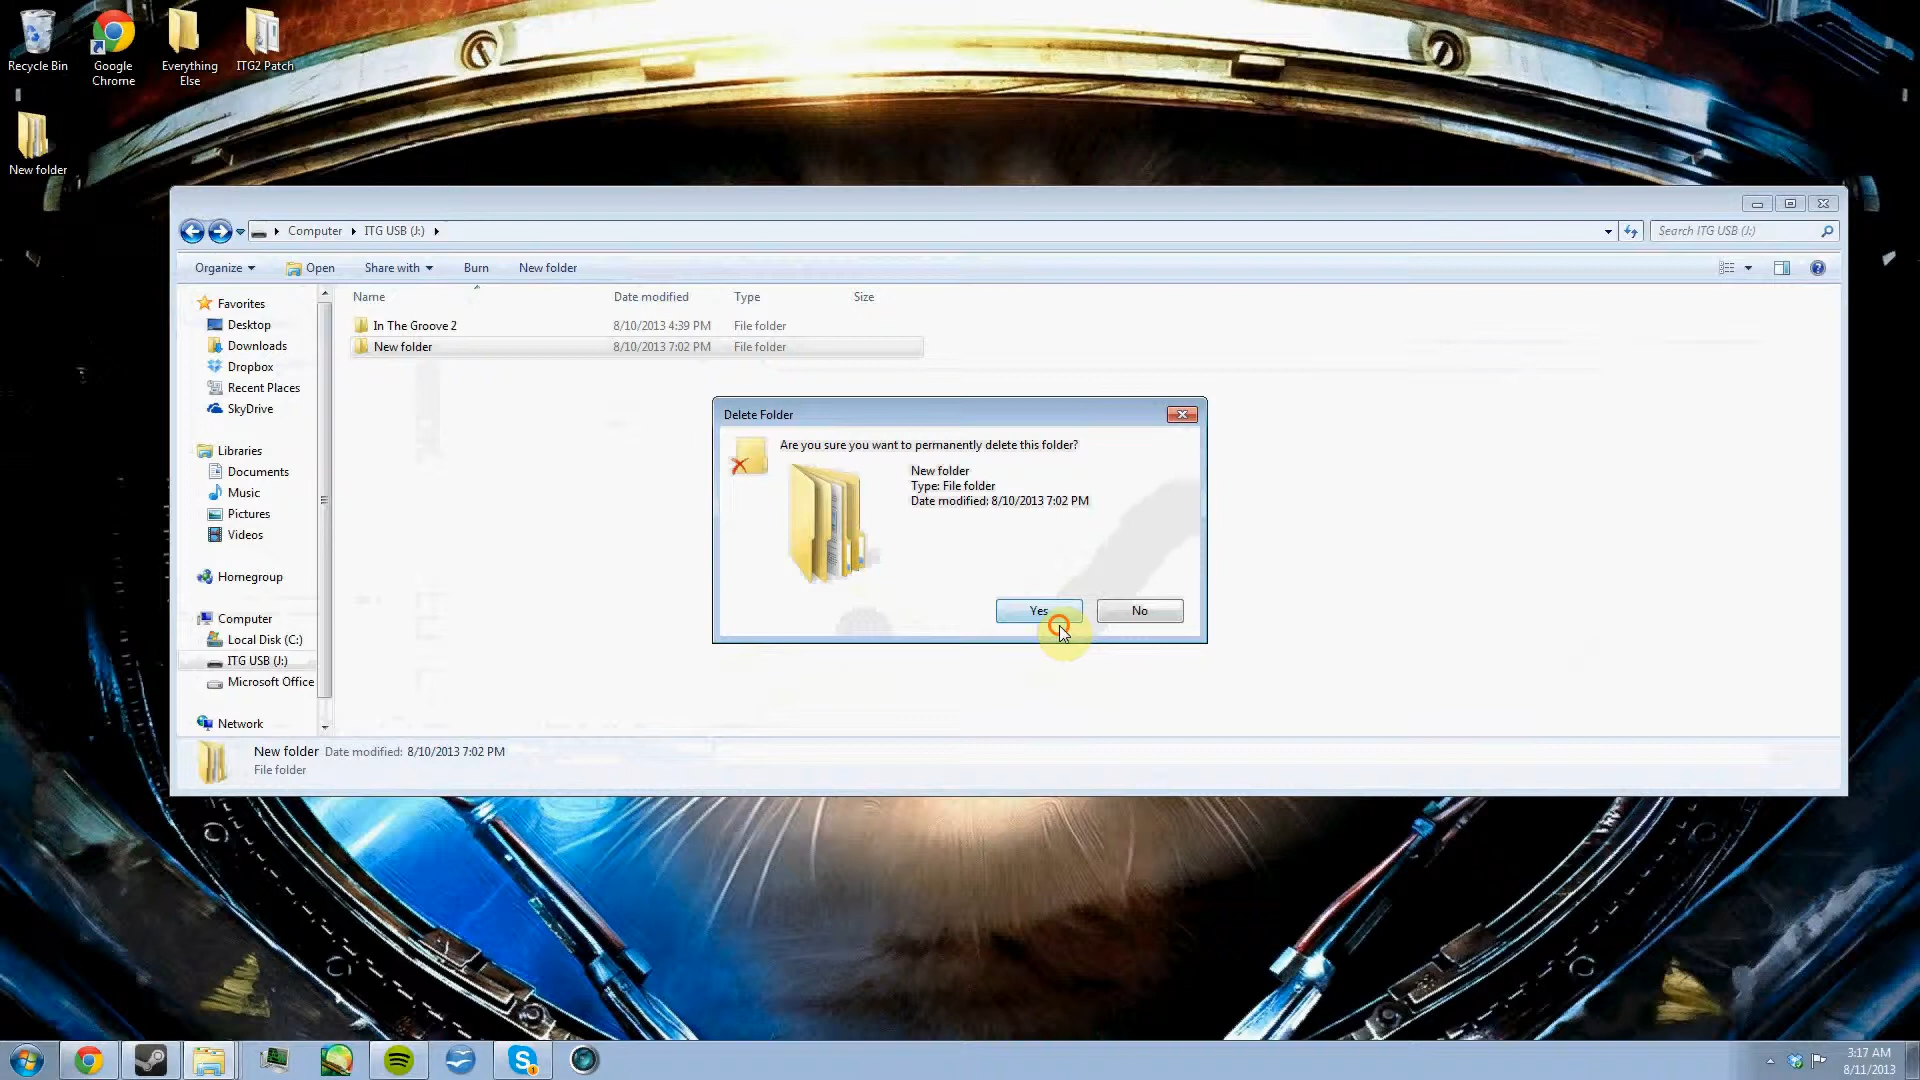 Recycle Bin
Google Chrome
Everything Else
ITG2 Patch
New folder
Computer
ITG USB (J:)
Search ITG USB (J:)
Organize
Open
Share with
Burn
New folder
Name
Date modified
Type
Size
In The Groove 2
8/10/2013 4:39 PM
File folder
New folder
8/10/2013 7:02 PM
File folder
Favorites
Desktop
Downloads
Dropbox
Recent Places
SkyDrive
Libraries
Documents
Music
Pictures
Videos
Homegroup
Computer
Local Disk (C:)
ITG USB (J:)
Microsoft Office
Network
Delete Folder
Are you sure you want to permanently delete this folder?
New folder
Type: File folder
Date modified: 8/10/2013 7:02 PM
Yes
No
New folder Date modified: 8/10/2013 7:02 PM
File folder
3:17 AM
8/11/2013